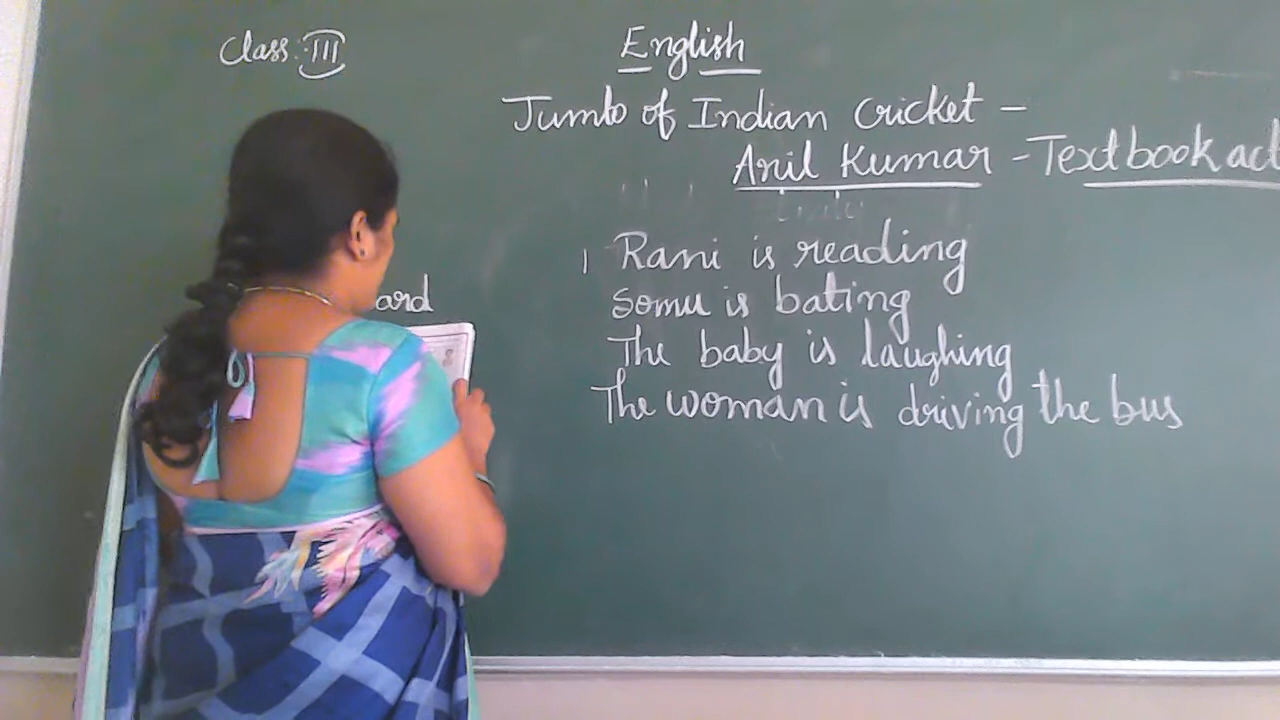 Class: III
English
Jumbo of Indian Cricket –
Anil Kumar - Textbook act
ard
1 Rani is reading
Somu is bating
The baby is laughing
The woman is driving the bus